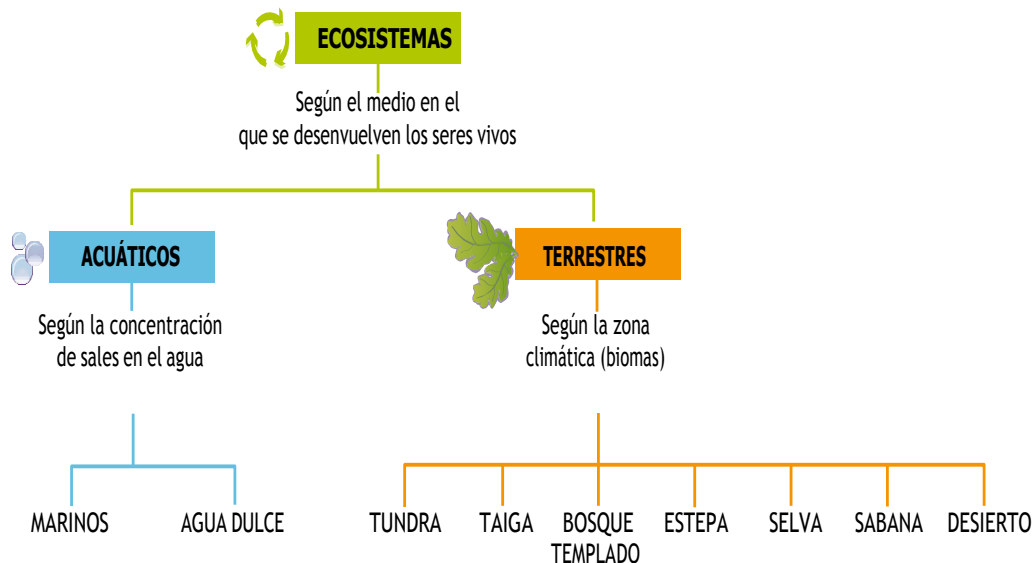 ECOSISTEMAS
Según el medio en el
que se desenvuelven los seres vivos
ACUÁTICOS
TERRESTRES
Según la concentración
de sales en el agua
Según la zona
climática (biomas)
MARINOS
AGUA DULCE
TUNDRA
TAIGA
BOSQUE
TEMPLADO
ESTEPA
SELVA
SABANA
DESIERTO